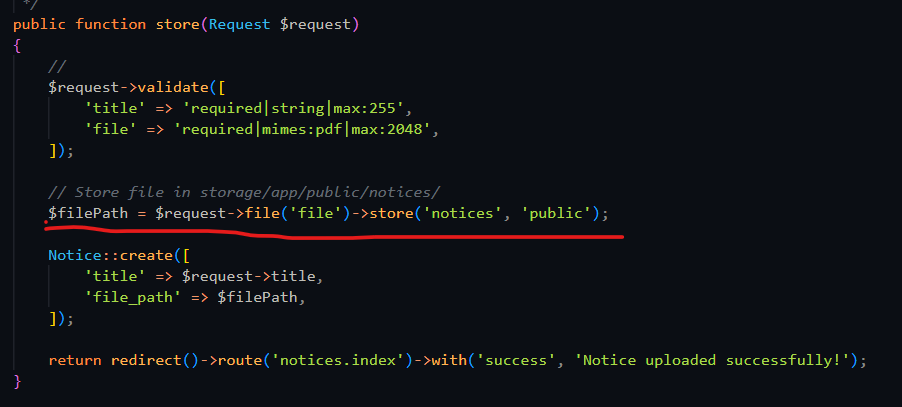 */
public function store(Request $request)
{
    //
    $request->validate([
        'title' => 'required|string|max:255',
        'file' => 'required|mimes:pdf|max:2048',
    ]);

    // Store file in storage/app/public/notices/
    $filePath = $request->file('file')->store('notices', 'public');

    Notice::create([
        'title' => $request->title,
        'file_path' => $filePath,
    ]);

    return redirect()->route('notices.index')->with('success', 'Notice uploaded successfully!');
}